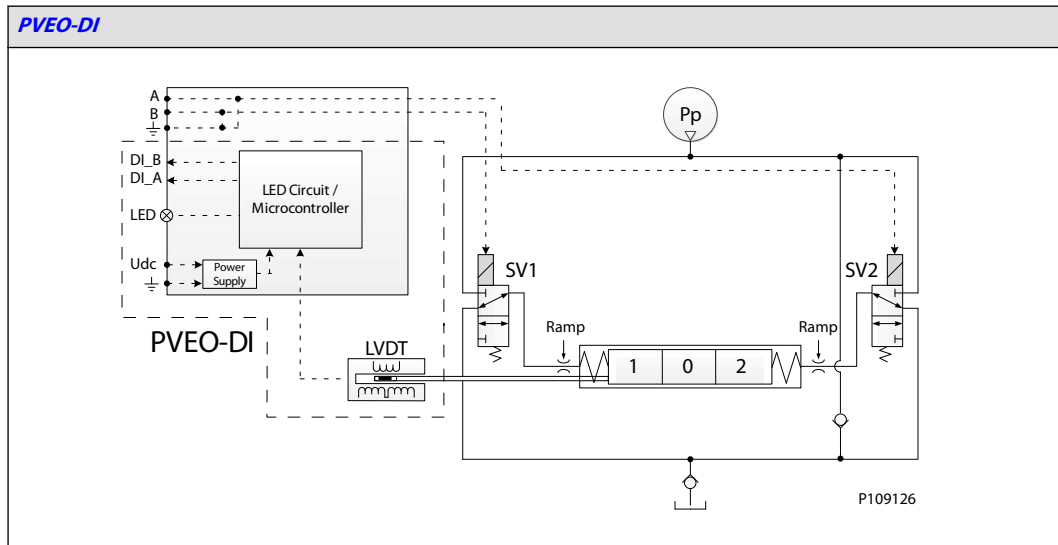 PVEO-DI
A
B
DI_B
DI_A
LED
Udc
LED Circuit /
Microcontroller
Power
Supply
PVEO-DI
LVDT
Pp
SV1
SV2
Ramp
Ramp
1 0 2
P109126